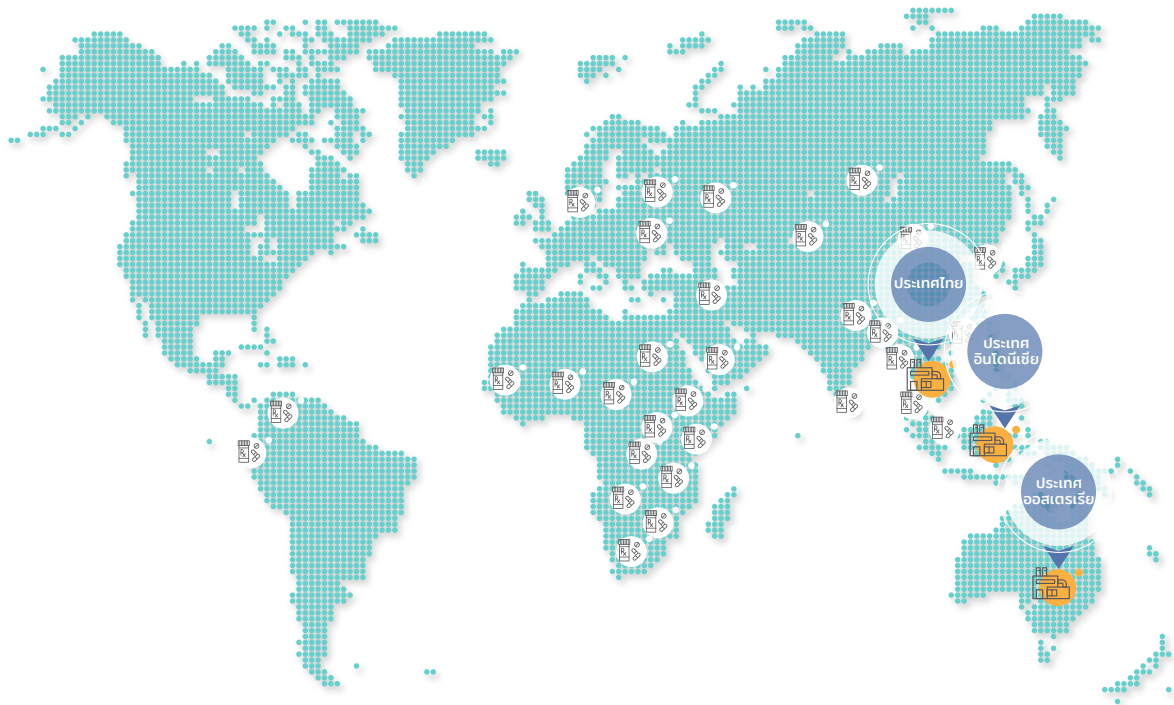 ประเทศไทย
ประเทศ
อินโดนีเซีย
ประเทศ
ออสเตรเรีย